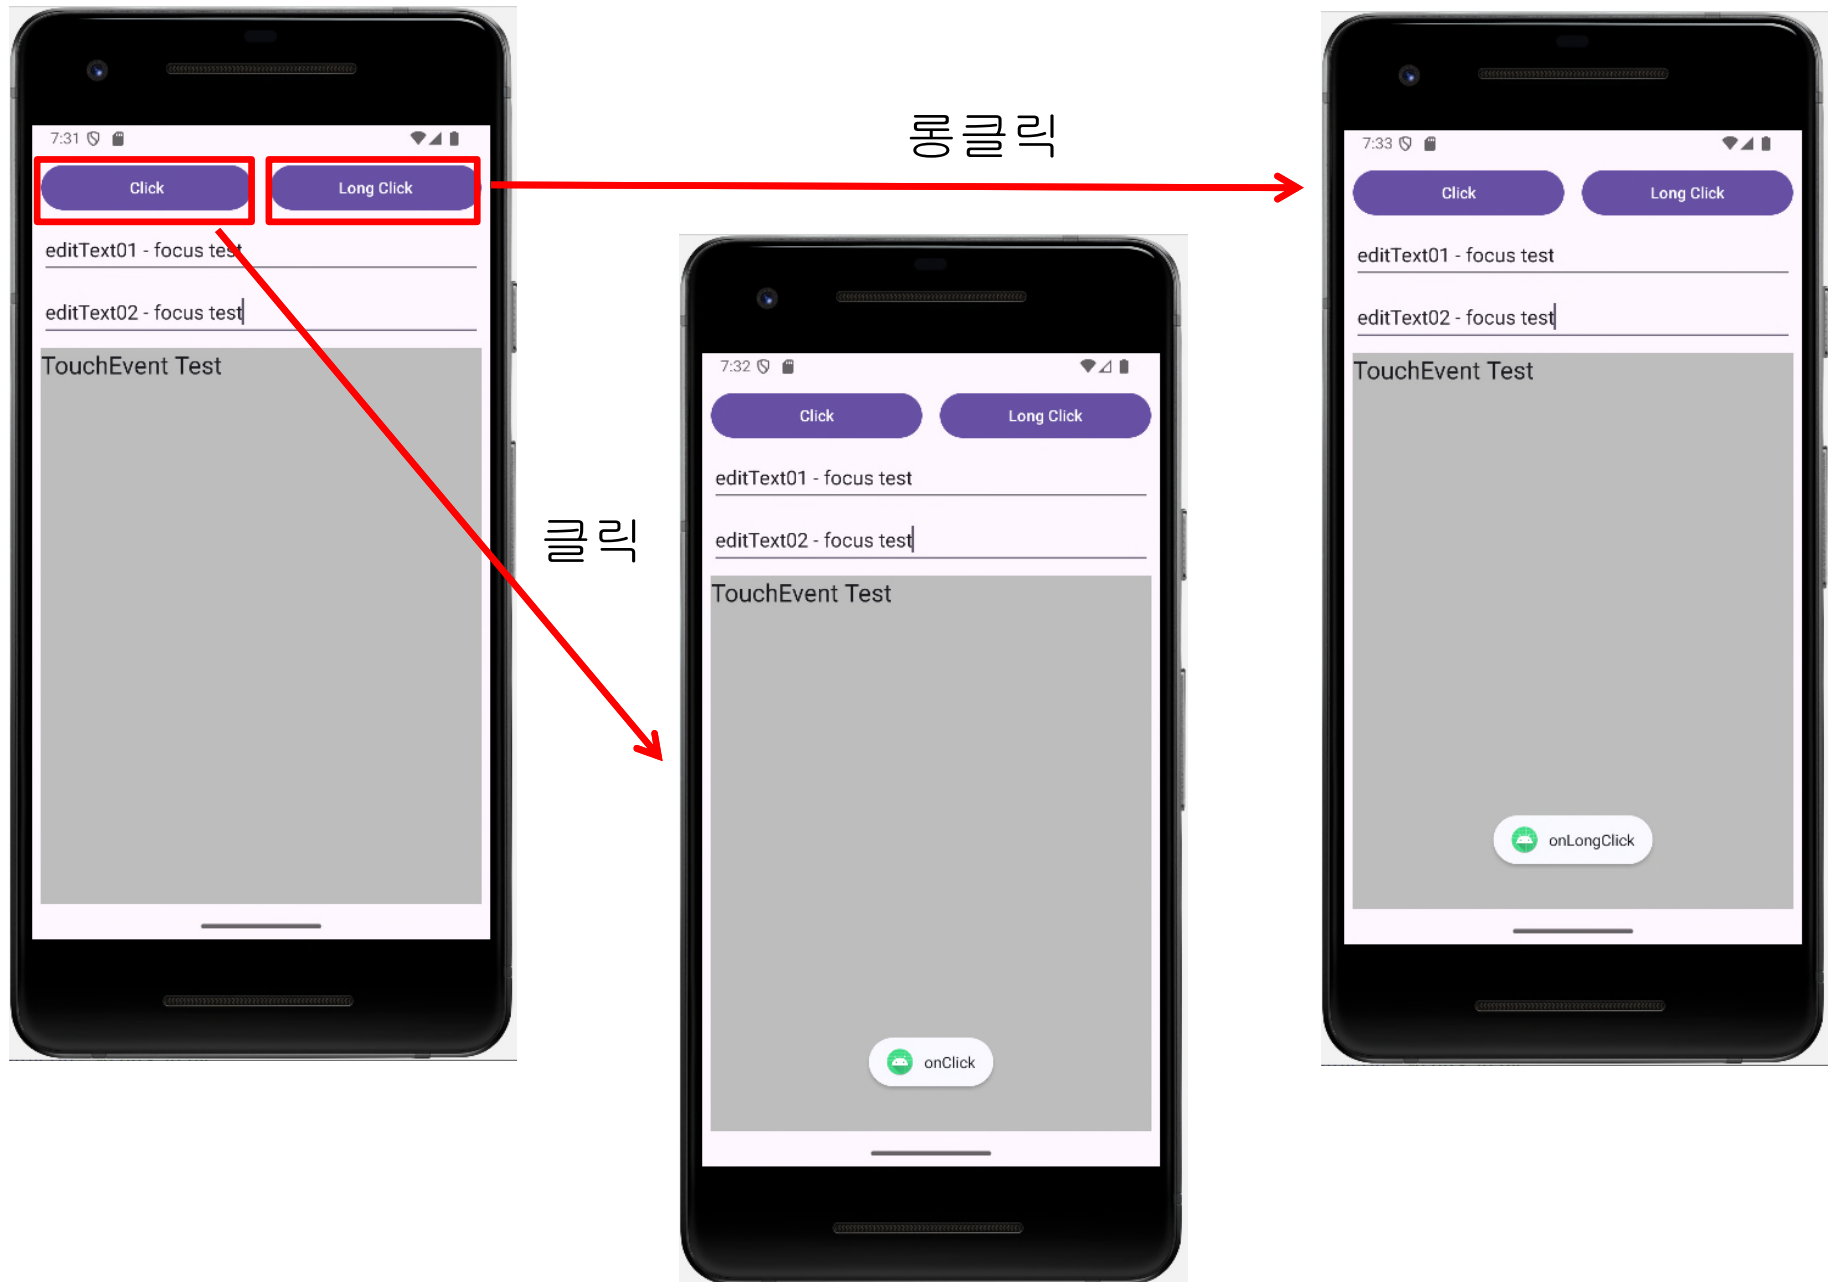 7:31
Click
Long Click
editText01 - focus test
editText02 - focus test
TouchEvent Test
롱클릭
클릭
7:32
Click
Long Click
editText01 - focus test
editText02 - focus test
TouchEvent Test
onClick
7:33
Click
Long Click
editText01 - focus test
editText02 - focus test
TouchEvent Test
onLongClick